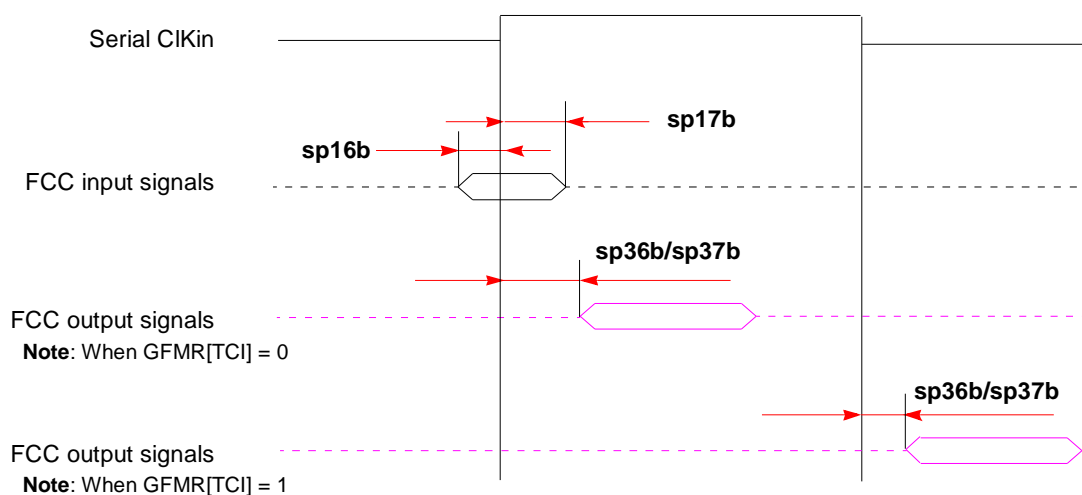 Serial ClKin
sp17b
sp16b
FCC input signals
sp36b/sp37b
FCC output signals
Note: When GFMR[TCI] = 0
sp36b/sp37b
FCC output signals
Note: When GFMR[TCI] = 1